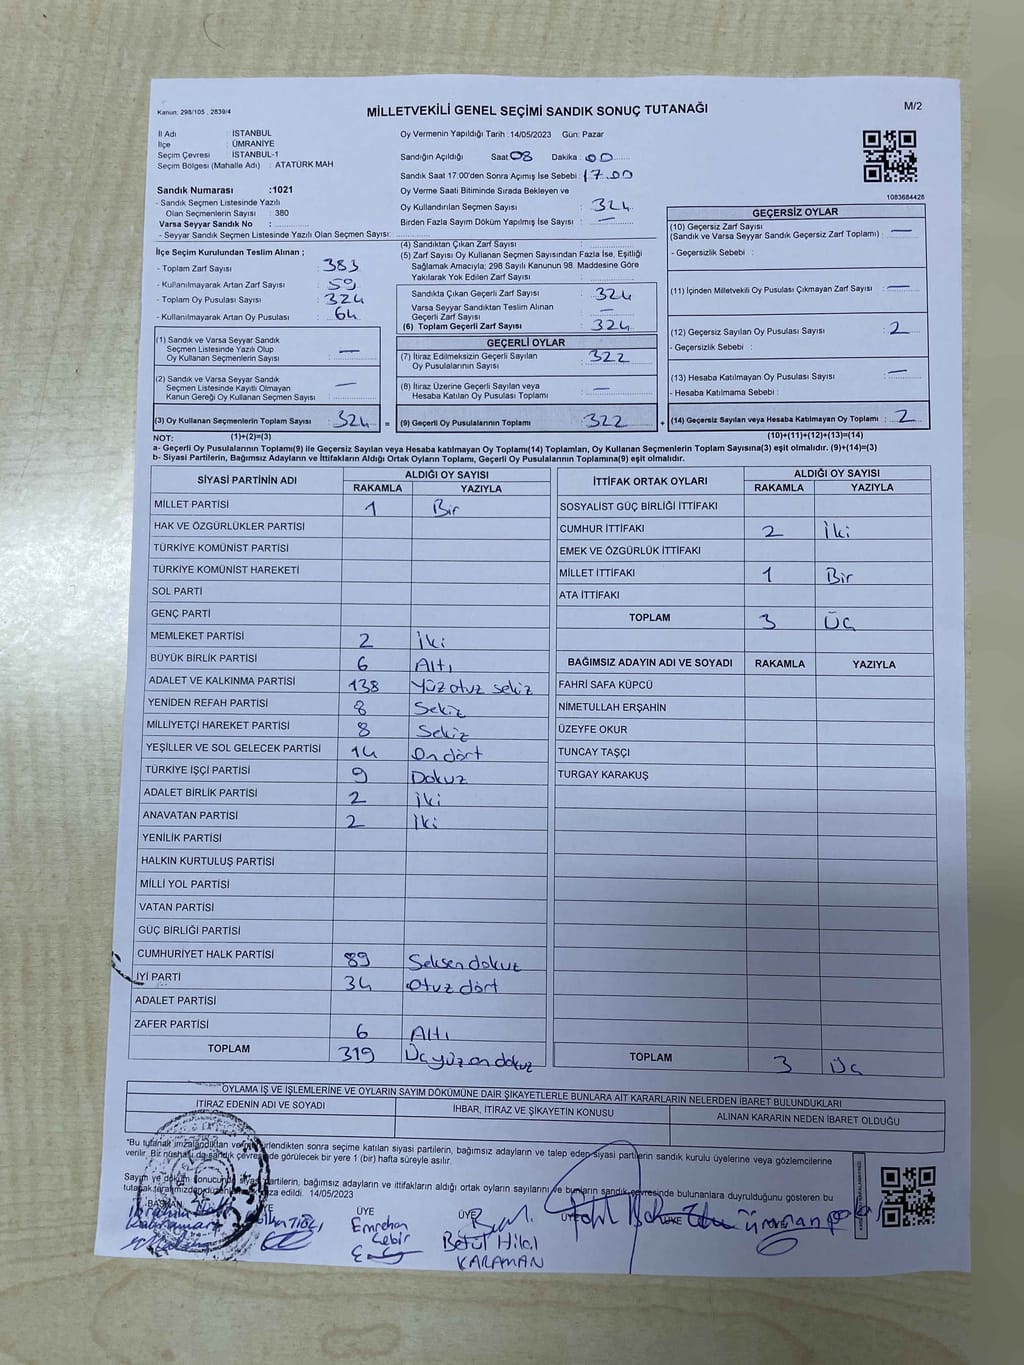 Kanun: 298/105 , 2839/4
MİLLETVEKİLİ GENEL SEÇİMİ SANDIK SONUÇ TUTANAĞI
M/2
İl Adı : İSTANBUL
İlçe : ÜMRANİYE
Seçim Çevresi : İSTANBUL-1
Seçim Bölgesi (Mahalle Adı) : ATATÜRK MAH.
Sandık Numarası :1021
- Sandık Seçmen Listesinde Yazılı
Olan Seçmenlerin Sayısı : 380
Varsa Seyyar Sandık No :
- Seyyar Sandık Seçmen Listesinde Yazılı Olan Seçmen Sayısı:
Oy Vermenin Yapıldığı Tarih : 14/05/2023 Gün: Pazar
Sandığın Açıldığı Saat 08 Dakika : 00
Sandık Saat 17:00'den Sonra Açımış İse Sebebi : 17.00
Oy Verme Saati Bitiminde Sırada Bekleyen ve
Oy Kullandırılan Seçmen Sayısı : 324
Birden Fazla Sayım Döküm Yapılmış İse Sayısı : —
1083684428
İlçe Seçim Kurulundan Teslim Alınan ;
- Toplam Zarf Sayısı : 383
- Kullanılmayarak Artan Zarf Sayısı : 59
- Toplam Oy Pusulası Sayısı : 324
- Kullanılmayarak Artan Oy Pusulası : 64
(1) Sandık ve Varsa Seyyar Sandık
Seçmen Listesinde Yazılı Olup
Oy Kullanan Seçmenlerin Sayısı : —
(2) Sandık ve Varsa Seyyar Sandık
Seçmen Listesinde Kayıtlı Olmayan
Kanun Gereği Oy Kullanan Seçmen Sayısı : —
(3) Oy Kullanan Seçmenlerin Toplam Sayısı : 324 =
(4) Sandıktan Çıkan Zarf Sayısı :
(5) Zarf Sayısı Oy Kullanan Seçmen Sayısından Fazla İse, Eşitliği
Sağlamak Amacıyla; 298 Sayılı Kanunun 98. Maddesine Göre
Yakılarak Yok Edilen Zarf Sayısı :
Sandıkta Çıkan Geçerli Zarf Sayısı : 324
Varsa Seyyar Sandıktan Teslim Alınan
Geçerli Zarf Sayısı : —
(6) Toplam Geçerli Zarf Sayısı : 324
GEÇERLİ OYLAR
(7) İtiraz Edilmeksizin Geçerli Sayılan
Oy Pusulalarının Sayısı : 322
(8) İtiraz Üzerine Geçerli Sayılan veya
Hesaba Katılan Oy Pusulası Toplamı : —
(9) Geçerli Oy Pusulalarının Toplamı : 322 +
GEÇERSİZ OYLAR
(10) Geçersiz Zarf Sayısı
(Sandık ve Varsa Seyyar Sandık Geçersiz Zarf Toplamı) : —
- Geçersizlik Sebebi :
(11) İçinden Milletvekili Oy Pusulası Çıkmayan Zarf Sayısı : —
(12) Geçersiz Sayılan Oy Pusulası Sayısı : 2
- Geçersizlik Sebebi :
(13) Hesaba Katılmayan Oy Pusulası Sayısı : —
- Hesaba Katılmama Sebebi :
(14) Geçersiz Sayılan veya Hesaba Katılmayan Oy Toplamı : 2
NOT: (1)+(2)=(3) (10)+(11)+(12)+(13)=(14)
a- Geçerli Oy Pusulalarının Toplamı(9) ile Geçersiz Sayılan veya Hesaba katılmayan Oy Toplamı(14) Toplamları, Oy Kullanan Seçmenlerin Toplam Sayısına(3) eşit olmalıdır. (9)+(14)=(3)
b- Siyasi Partilerin, Bağımsız Adayların ve İttifakların Aldığı Ortak Oyların Toplamı, Geçerli Oy Pusulalarının Toplamına(9) eşit olmalıdır.
SİYASİ PARTİNİN ADI ALDIĞI OY SAYISI
RAKAMLA YAZIYLA
MİLLET PARTİSİ 1 Bir
HAK VE ÖZGÜRLÜKLER PARTİSİ
TÜRKİYE KOMÜNİST PARTİSİ
TÜRKİYE KOMÜNİST HAREKETİ
SOL PARTİ
GENÇ PARTİ
MEMLEKET PARTİSİ 2 İki
BÜYÜK BİRLİK PARTİSİ 6 Altı
ADALET VE KALKINMA PARTİSİ 138 Yüz otuz sekiz
YENİDEN REFAH PARTİSİ 8 Sekiz
MİLLİYETÇİ HAREKET PARTİSİ 8 Sekiz
YEŞİLLER VE SOL GELECEK PARTİSİ 14 On dört
TÜRKİYE İŞÇİ PARTİSİ 9 Dokuz
ADALET BİRLİK PARTİSİ 2 İki
ANAVATAN PARTİSİ 2 İki
YENİLİK PARTİSİ
HALKIN KURTULUŞ PARTİSİ
MİLLİ YOL PARTİSİ
VATAN PARTİSİ
GÜÇ BİRLİĞİ PARTİSİ
CUMHURİYET HALK PARTİSİ 89 Seksen dokuz
İYİ PARTİ 34 Otuz dört
ADALET PARTİSİ
ZAFER PARTİSİ 6 Altı
TOPLAM 319 Üç yüz on dokuz
İTTİFAK ORTAK OYLARI ALDIĞI OY SAYISI
RAKAMLA YAZIYLA
SOSYALİST GÜÇ BİRLİĞİ İTTİFAKI
CUMHUR İTTİFAKI 2 İki
EMEK VE ÖZGÜRLÜK İTTİFAKI
MİLLET İTTİFAKI 1 Bir
ATA İTTİFAKI
TOPLAM 3 Üç
BAĞIMSIZ ADAYIN ADI VE SOYADI RAKAMLA YAZIYLA
FAHRİ SAFA KÜPCÜ
NİMETULLAH ERŞAHİN
ÜZEYFE OKUR
TUNCAY TAŞÇI
TURGAY KARAKUŞ
TOPLAM 3 Üç
OYLAMA İŞ VE İŞLEMLERİNE VE OYLARIN SAYIM DÖKÜMÜNE DAİR ŞİKAYETLERLE BUNLARA AİT KARARLARIN NELERDEN İBARET BULUNDUKLARI
İTİRAZ EDENİN ADI VE SOYADI İHBAR, İTİRAZ VE ŞİKAYETİN KONUSU ALINAN KARARIN NEDEN İBARET OLDUĞU
"Bu tutanak imzalandıktan ve sonra seçime katılan siyasi partilerin, bağımsız adayların ve talep eden siyasi partilerin sandık kurulu üyelerine veya gözlemcilerine
verilir. Bir nüshası da sandık çevresinde görülecek bir yere 1 (bir) hafta süreyle asılır.
Sayım ve döküm sonucunu partilerin, bağımsız adayların ve ittifakların aldığı ortak oyların sayılarını ve bunların sandık çevresinde bulunanlara duyrulduğunu gösteren bu
tutanak tarafımızdan edildi. 14/05/2023
BAŞKAN ÜYE ÜYE ÜYE ÜYE
İbrahim Kahraman
Emrehan Cebir
Betül Hilal KARAMAN